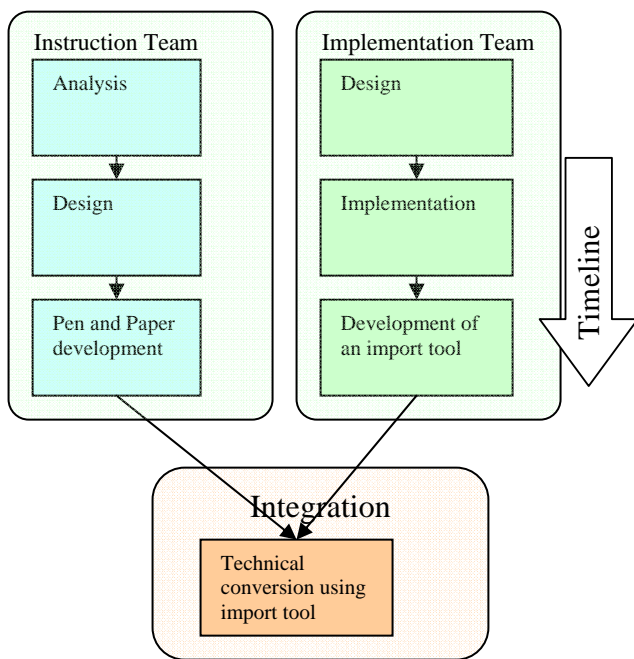 Instruction Team
Analysis
Design
Pen and Paper
development
Implementation Team
Design
Implementation
Development of
an import tool
Timeline
Integration
Technical
conversion using
import tool